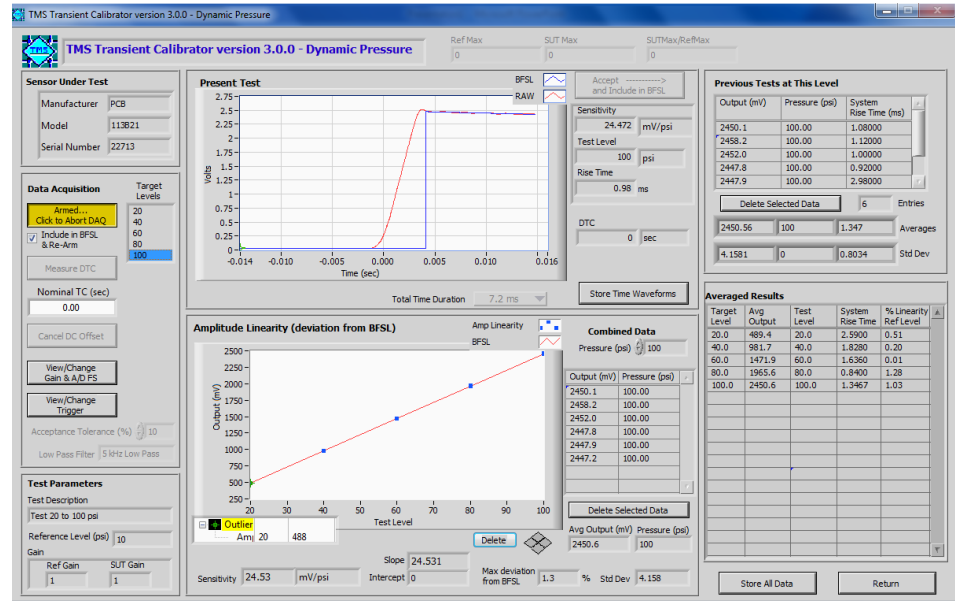 TMS Transient Calibrator version 3.0.0 - Dynamic Pressure
TMS
TMS Transient Calibrator version 3.0.0 - Dynamic Pressure
Ref Max SUT Max SUTMax/RefMax
0 0 0
Sensor Under Test
Manufacturer PCB
Model 113B21
Serial Number 22713
Data Acquisition
Target
Levels
Armed...
Click to Abort DAQ
Include in BFSL
& Re-Arm
20
40
60
80
100
Measure DTC
Nominal TC (sec)
0.00
Cancel DC Offset
View/Change
Gain & A/D FS
View/Change
Trigger
Acceptance Tolerance (%) 10
Low Pass Filter 5 kHz Low Pass
Test Parameters
Test Description
Test 20 to 100 psi
Reference Level (psi) 10
Gain
Ref Gain SUT Gain
1 1
Present Test
BFSL
RAW
Volts
2.75
2.5
2.25
2
1.75
1.5
1.25
1
0.75
0.5
0.25
0
-0.014 -0.010 -0.005 0.000 0.005 0.010 0.016
Time (sec)
Total Time Duration 7.2 ms
Accept ----------->
and Include in BFSL
Sensitivity
24.472 mV/psi
Test Level
100 psi
Rise Time
0.98 ms
DTC
0 sec
Store Time Waveforms
Amplitude Linearity (deviation from BFSL)
Amp Linearity
BFSL
Output (mV)
2500
2250
2000
1750
1500
1250
1000
750
500
250
20 30 40 50 60 70 80 90 100
Test Level
Outlier
Am 20 488
Delete
Slope 24.531
Sensitivity 24.53 mV/psi
Intercept 0
Max deviation
from BFSL 1.3 % Std Dev 4.158
Combined Data
Pressure (psi) 100
Output (mV) Pressure (psi)
2450.1 100.00
2458.2 100.00
2452.0 100.00
2447.8 100.00
2447.9 100.00
2447.2 100.00
Delete Selected Data
Avg Output (mV) Pressure (psi)
2450.6 100
Previous Tests at This Level
Output (mV) Pressure (psi) System
Rise Time (ms)
2450.1 100.00 1.08000
2458.2 100.00 1.12000
2452.0 100.00 1.00000
2447.8 100.00 0.92000
2447.9 100.00 2.98000
Delete Selected Data 6 Entries
2450.56 100 1.347 Averages
4.1581 0 0.8034 Std Dev
Averaged Results
Target Avg Test System % Linearity
Level Output Level Rise Time Ref Level
20.0 489.4 20.0 2.5900 0.51
40.0 981.7 40.0 1.8280 0.20
60.0 1471.9 60.0 1.6360 0.01
80.0 1965.6 80.0 0.8400 1.28
100.0 2450.6 100.0 1.3467 1.03
Store All Data
Return